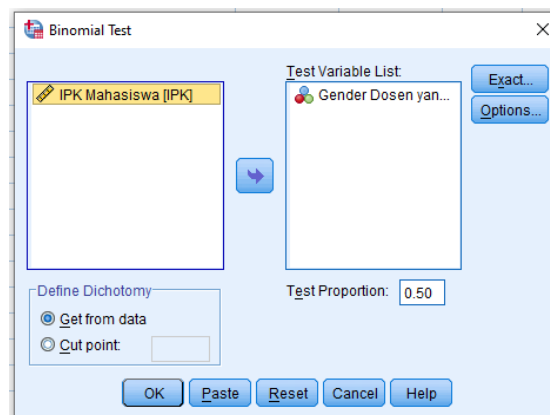 Binomial Test
Test Variable List:
IPK Mahasiswa [IPK]
Gender Dosen yan...
Exact...
Options...
Define Dichotomy
Get from data
Cut point:
Test Proportion: 0.50
OK Paste Reset Cancel Help